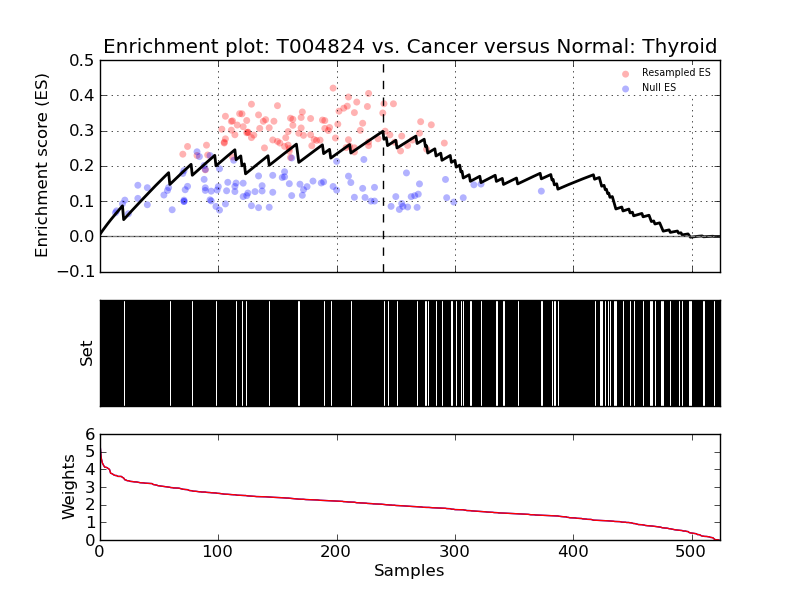 Enrichment plot: T004824 vs. Cancer versus Normal: Thyroid
0.5
0.4
0.3
0.2
0.1
0.0
−0.1
Enrichment score (ES)
Resampled ES
Null ES
Set
6
5
4
3
2
1
0
Weights
0 100 200 300 400 500
Samples